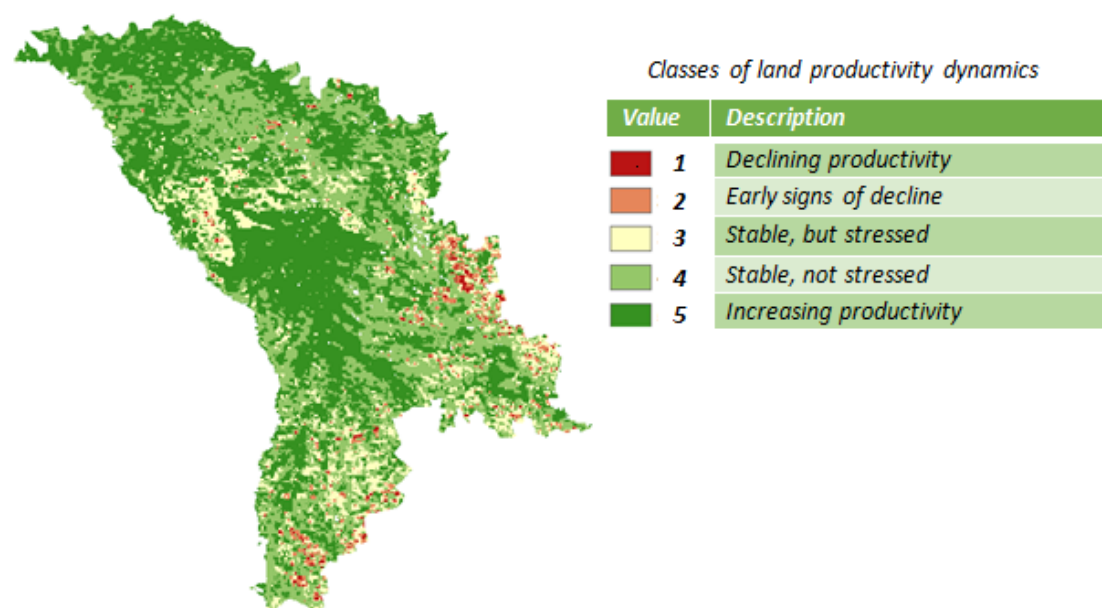 Classes of land productivity dynamics
Value Description
1 Declining productivity
2 Early signs of decline
3 Stable, but stressed
4 Stable, not stressed
5 Increasing productivity